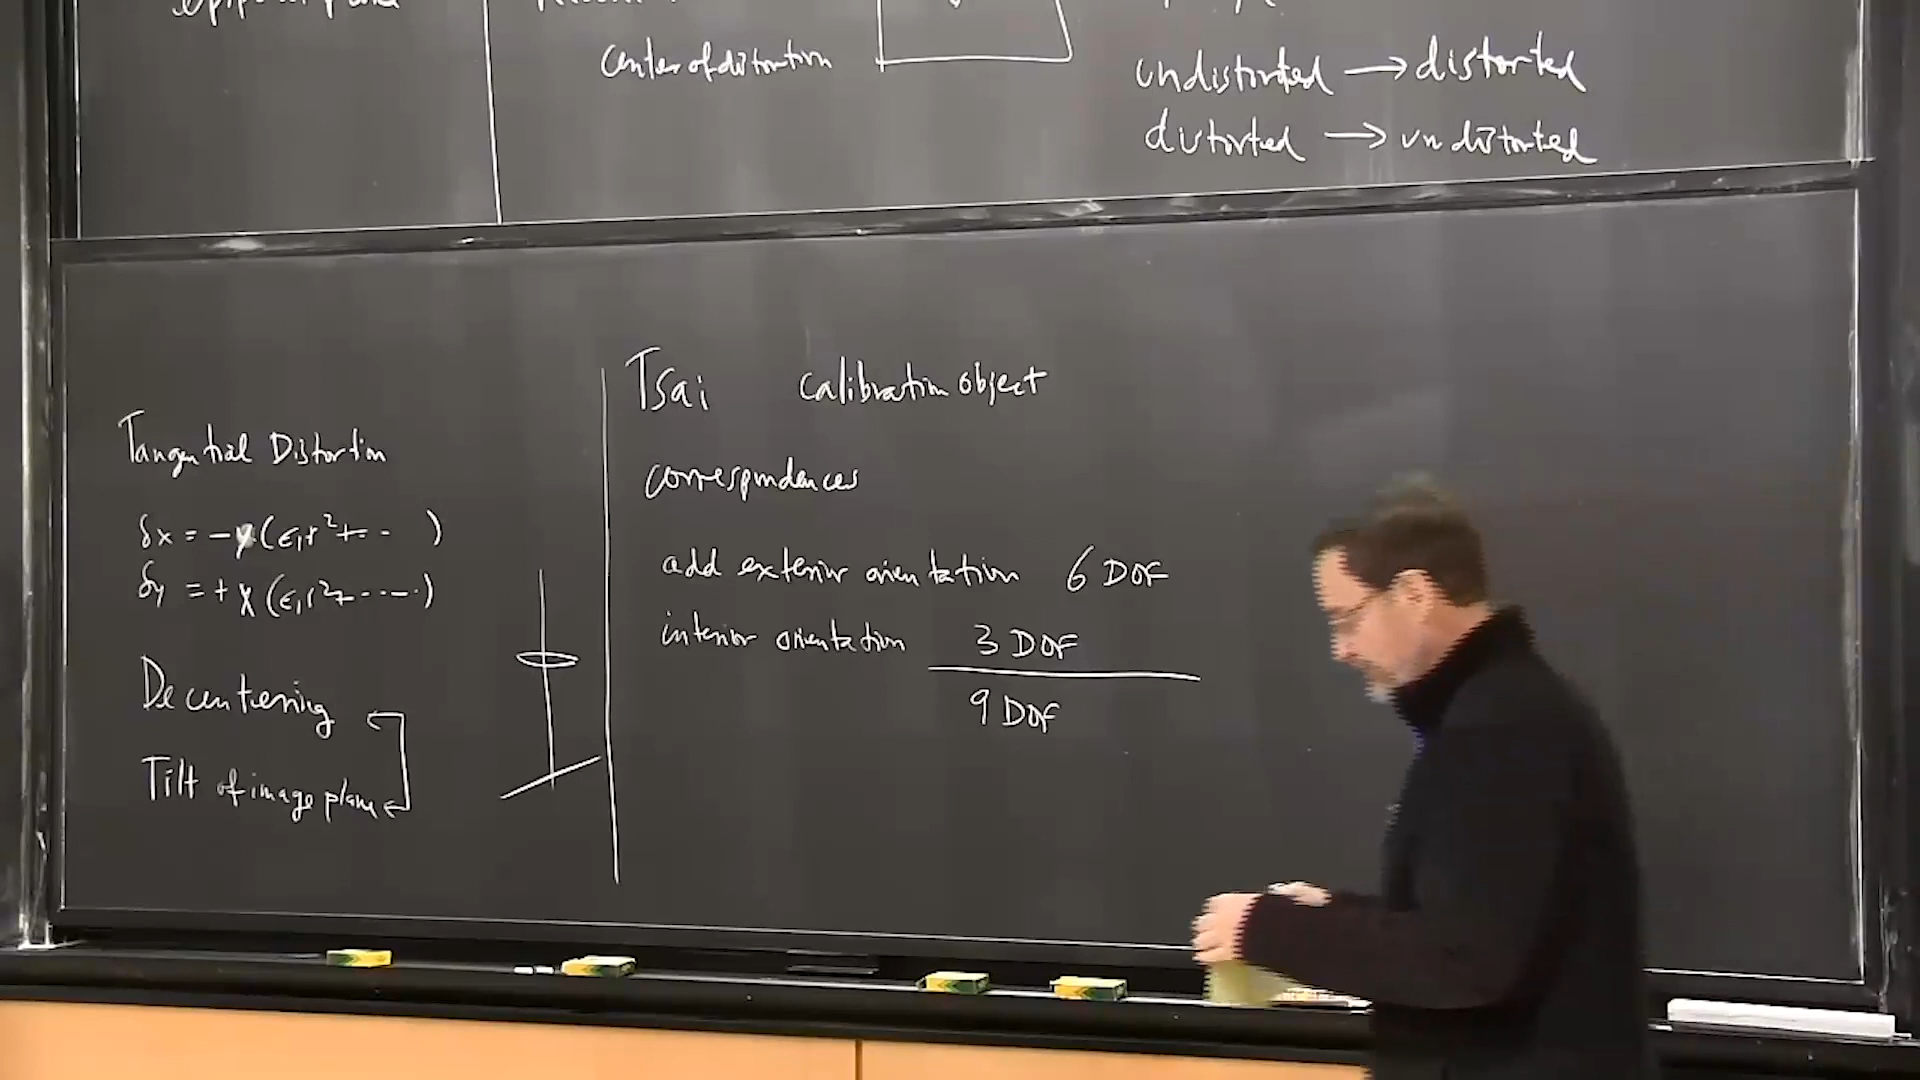 center of distortion
undistorted → distorted
distorted → undistorted
Tangential Distortion
δx = -y(ε₁r²+-- )
δy = + x(ε₁r²+-----)
Decentering
Tilt of image plane
Tsai calibration object
correspondences
add exterior orientation 6 DOF
interior orientation 3 DOF
9 DOF